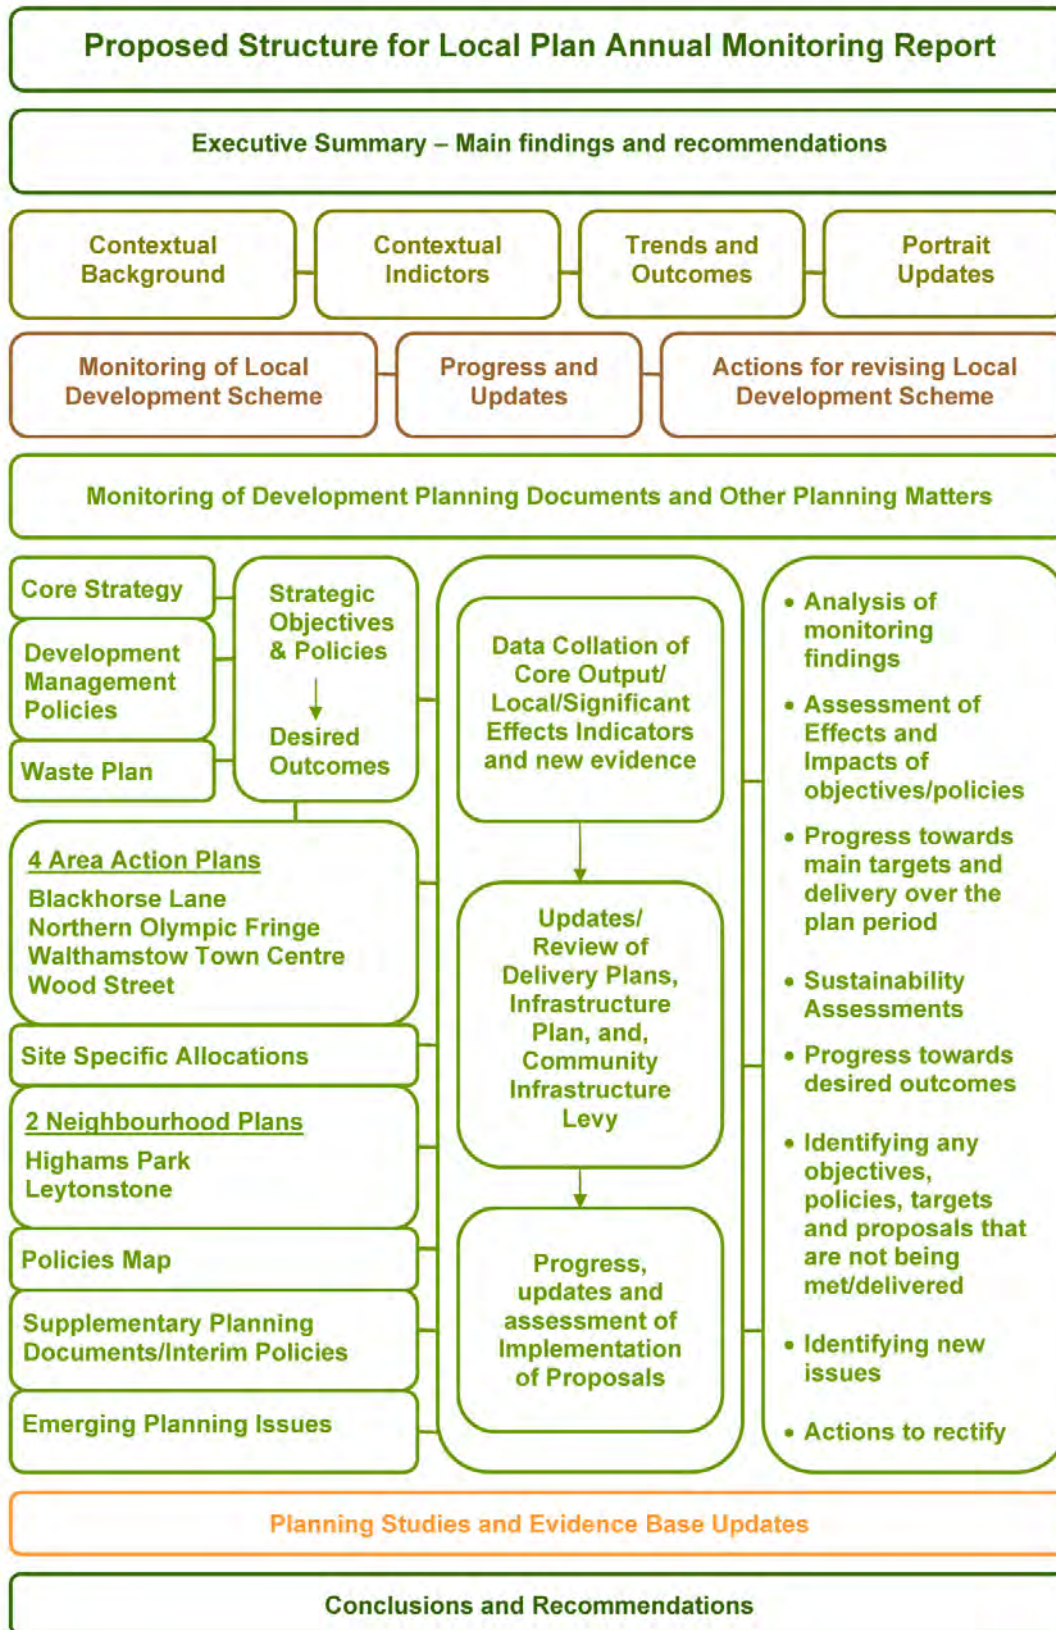 Proposed Structure for Local Plan Annual Monitoring Report
Executive Summary – Main findings and recommendations
Contextual
Background
Contextual
Indictors
Trends and
Outcomes
Portrait
Updates
Monitoring of Local
Development Scheme
Progress and
Updates
Actions for revising Local
Development Scheme
Monitoring of Development Planning Documents and Other Planning Matters
Core Strategy
Development
Management
Policies
Waste Plan
Strategic
Objectives
& Policies
Desired
Outcomes
4 Area Action Plans
Blackhorse Lane
Northern Olympic Fringe
Walthamstow Town Centre
Wood Street
Site Specific Allocations
2 Neighbourhood Plans
Highams Park
Leytonstone
Policies Map
Supplementary Planning
Documents/Interim Policies
Emerging Planning Issues
Data Collation of
Core Output/
Local/Significant
Effects Indicators
and new evidence
Updates/
Review of
Delivery Plans,
Infrastructure
Plan, and,
Community
Infrastructure
Levy
Progress,
updates and
assessment of
Implementation
of Proposals
• Analysis of
monitoring
findings
• Assessment of
Effects and
Impacts of
objectives/policies
• Progress towards
main targets and
delivery over the
plan period
• Sustainability
Assessments
• Progress towards
desired outcomes
• Identifying any
objectives,
policies, targets
and proposals that
are not being
met/delivered
• Identifying new
issues
• Actions to rectify
Planning Studies and Evidence Base Updates
Conclusions and Recommendations